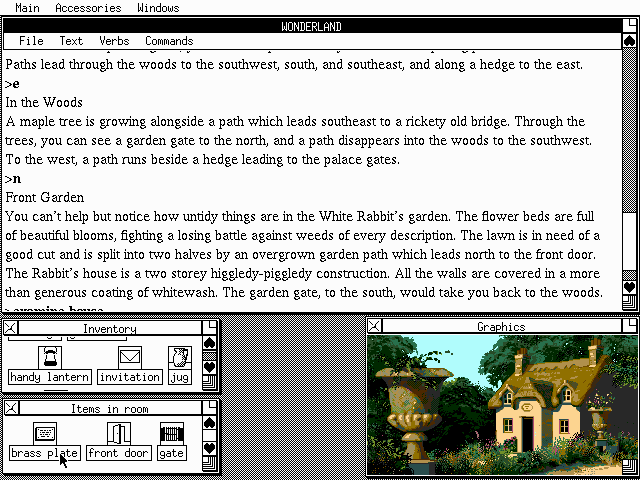 Main Accessories Windows
WONDERLAND
File Text Verbs Commands
Paths lead through the woods to the southwest, south, and southeast, and along a hedge to the east.
>e
In the Woods
A maple tree is growing alongside a path which leads southeast to a rickety old bridge. Through the
trees, you can see a garden gate to the north, and a path disappears into the woods to the southwest.
To the west, a path runs beside a hedge leading to the palace gates.
>n
Front Garden
You can't help but notice how untidy things are in the White Rabbit's garden. The flower beds are full
of beautiful blooms, fighting a losing battle against weeds of every description. The lawn is in need of a
good cut and is split into two halves by an overgrown garden path which leads north to the front door.
The Rabbit's house is a two storey higgledy-piggledy construction. All the walls are covered in a more
than generous coating of whitewash. The garden gate, to the south, would take you back to the woods.
>examine house
Inventory
handy lantern invitation jug
Items in room
brass plate front door gate
Graphics